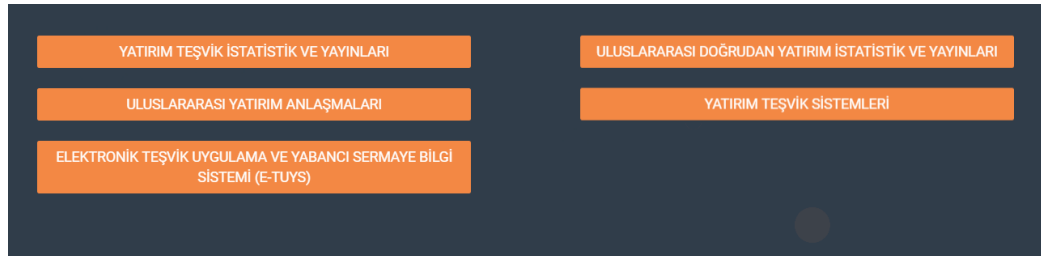 YATIRIM TEŞVİK İSTATİSTİK VE YAYINLARI
ULUSLARARASI DOĞRUDAN YATIRIM İSTATİSTİK VE YAYINLARI
ULUSLARARASI YATIRIM ANLAŞMALARI
YATIRIM TEŞVİK SİSTEMLERİ
ELEKTRONİK TEŞVİK UYGULAMA VE YABANCI SERMAYE BİLGİ
SİSTEMİ (E-TUYS)